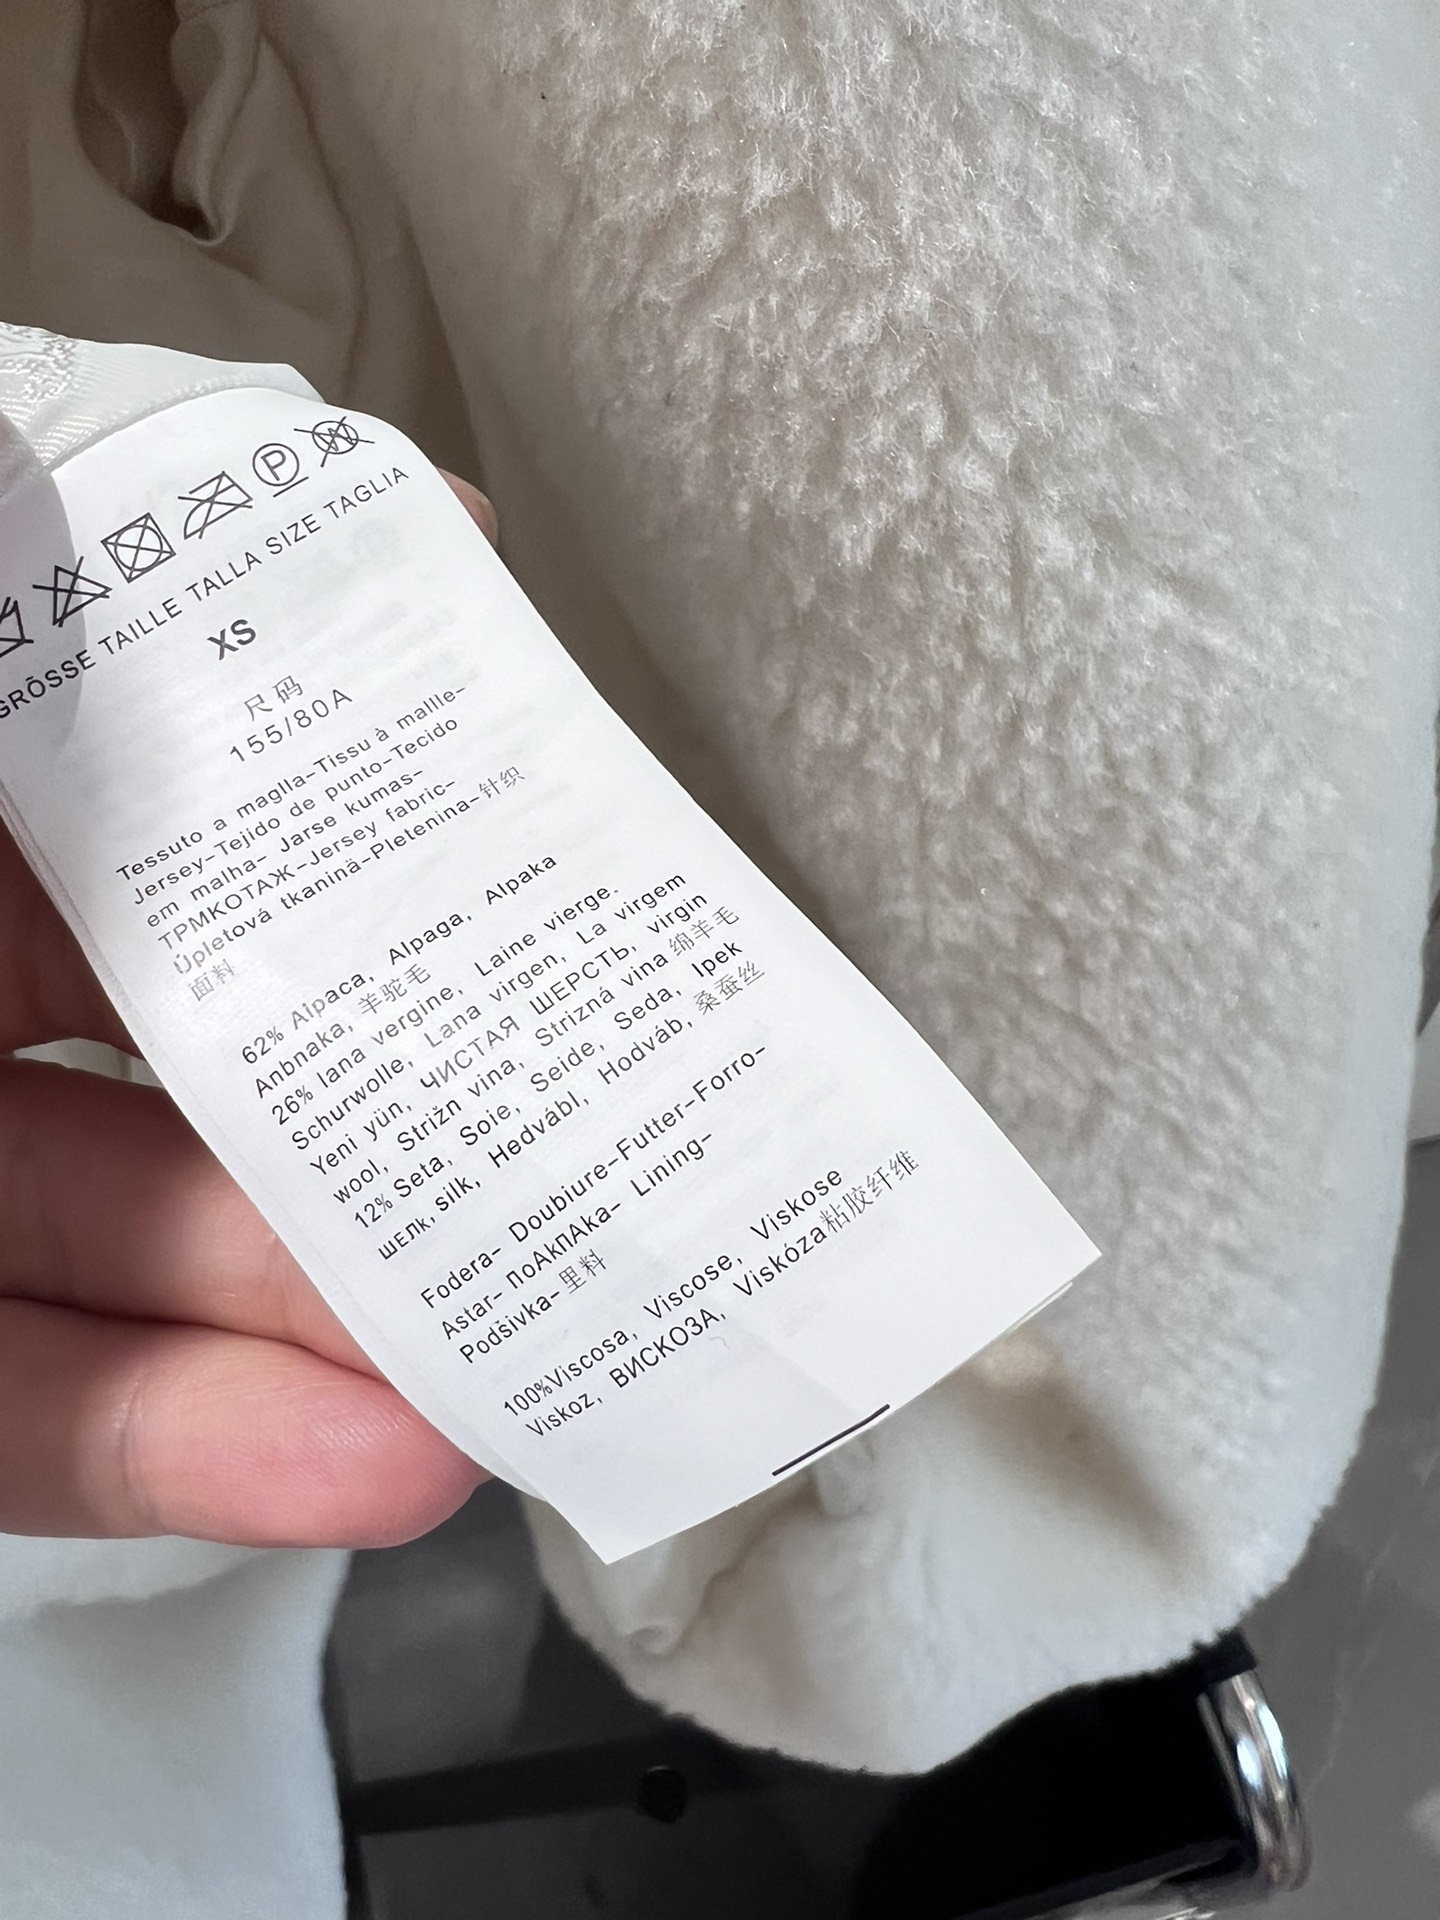 GRÖSSE TAILLE TALLA SIZE TAGLIA
XS
尺码
155/80A
Tessuto a maglla-Tissu à mallle-
Jersey-Tejido de punto-Tecido
em malha- Jarse kumas-
ТРМКОТАЖ-Jersey fabric-
Úpletová tkaninä-Pletenina-针织
面料
62% Alpaca, Alpaga, Alpaka
Anbnaka, 羊驼毛
26% lana vergine, Laine vierge.
Schurwolle, Lana virgen, La virgem
Yeni yün, ЧИСТАЯ ШЕРСТЬ, virgin
wool, Strižn vina, Strizná vina 绵羊毛
12% Seta, Soie, Seide, Seda, Ipek
шелк, silk, Hedvábl, Hodváb, 桑蚕丝
Fodera- Doubiure-Futter-Forro-
Astar- поАкПАка- Lining-
Podšivka-里料
100%Viscosa, Viscose, Viskose
Viskoz, ВИСКОЗА, Viskóza粘胶纤维